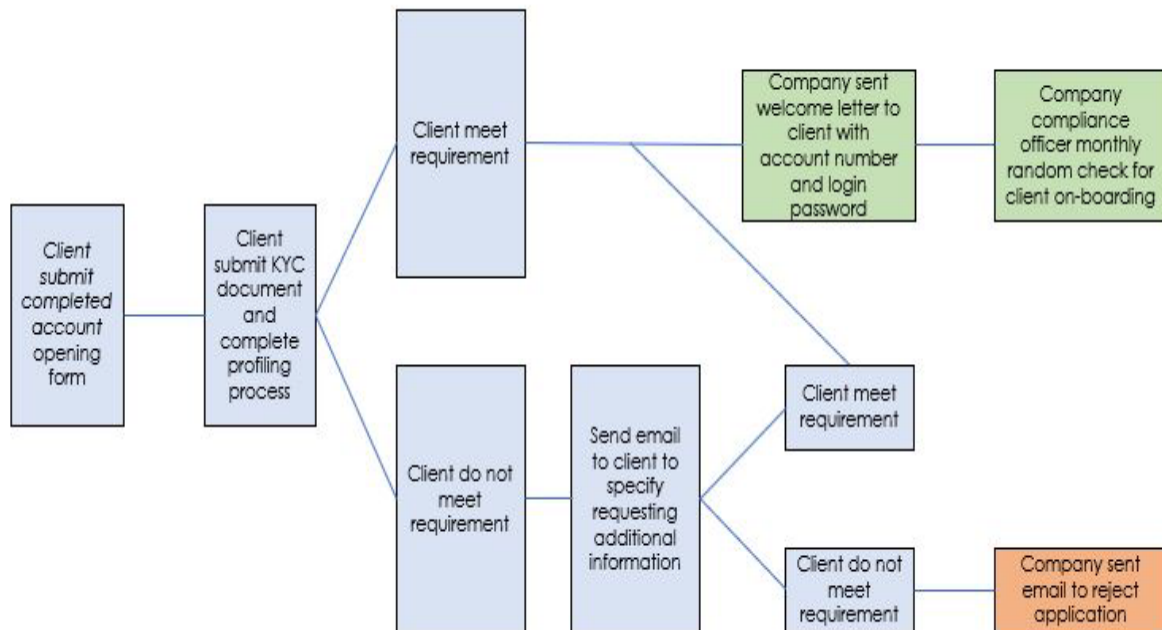 Client
submit
completed
account
opening
form
Client
submit KYC
document
and
complete
profiling
process
Client meet
requirement
Company sent
welcome letter to
client with
account number
and login
password
Company
compliance
officer monthly
random check for
client on-boarding
Client do not
meet
requirement
Send email
to client to
specify
requesting
additional
information
Client meet
requirement
Client do not
meet
requirement
Company sent
email to reject
application